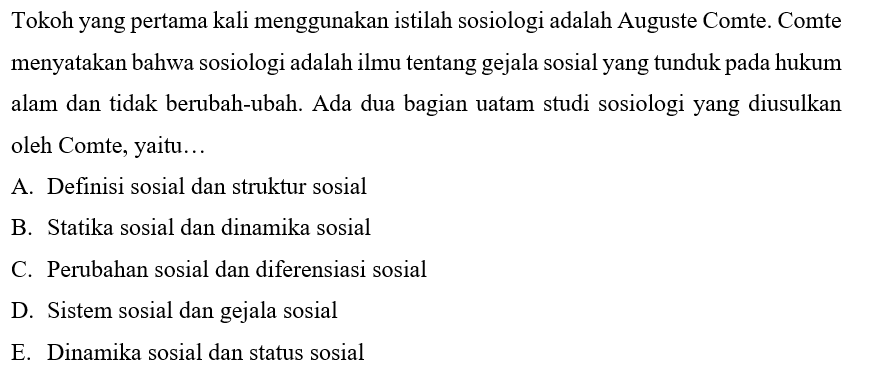 Tokoh yang pertama kali menggunakan istilah sosiologi adalah Auguste Comte. Comte
menyatakan bahwa sosiologi adalah ilmu tentang gejala sosial yang tunduk pada hukum
alam dan tidak berubah-ubah. Ada dua bagian uatam studi sosiologi yang diusulkan
oleh Comte, yaitu…
A. Definisi sosial dan struktur sosial
B. Statika sosial dan dinamika sosial
C. Perubahan sosial dan diferensiasi sosial
D. Sistem sosial dan gejala sosial
E. Dinamika sosial dan status sosial